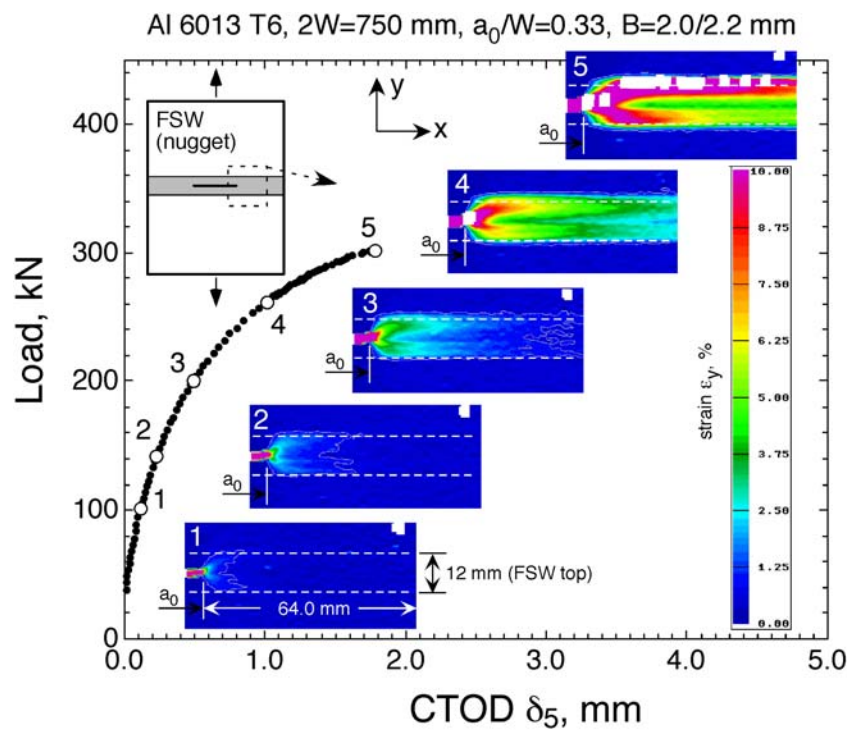 Al 6013 T6, 2W=750 mm, a0/W=0.33, B=2.0/2.2 mm
Load, kN
400
300
200
100
0
0.0 1.0 2.0 3.0 4.0 5.0
CTOD δ5, mm
FSW
(nugget)
y
x
5
a0
4
a0
3
a0
2
a0
1
a0
64.0 mm
12 mm (FSW top)
5
4
3
2
1
strain εy, %
10.00
8.75
7.50
6.25
5.00
3.75
2.50
1.25
0.00